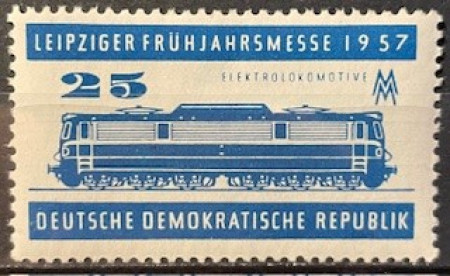 LEIPZIGER FRÜHJAHRSMESSE 1957
25
ELEKTROLOKOMOTIVE MM
DEUTSCHE DEMOKRATISCHE REPUBLIK